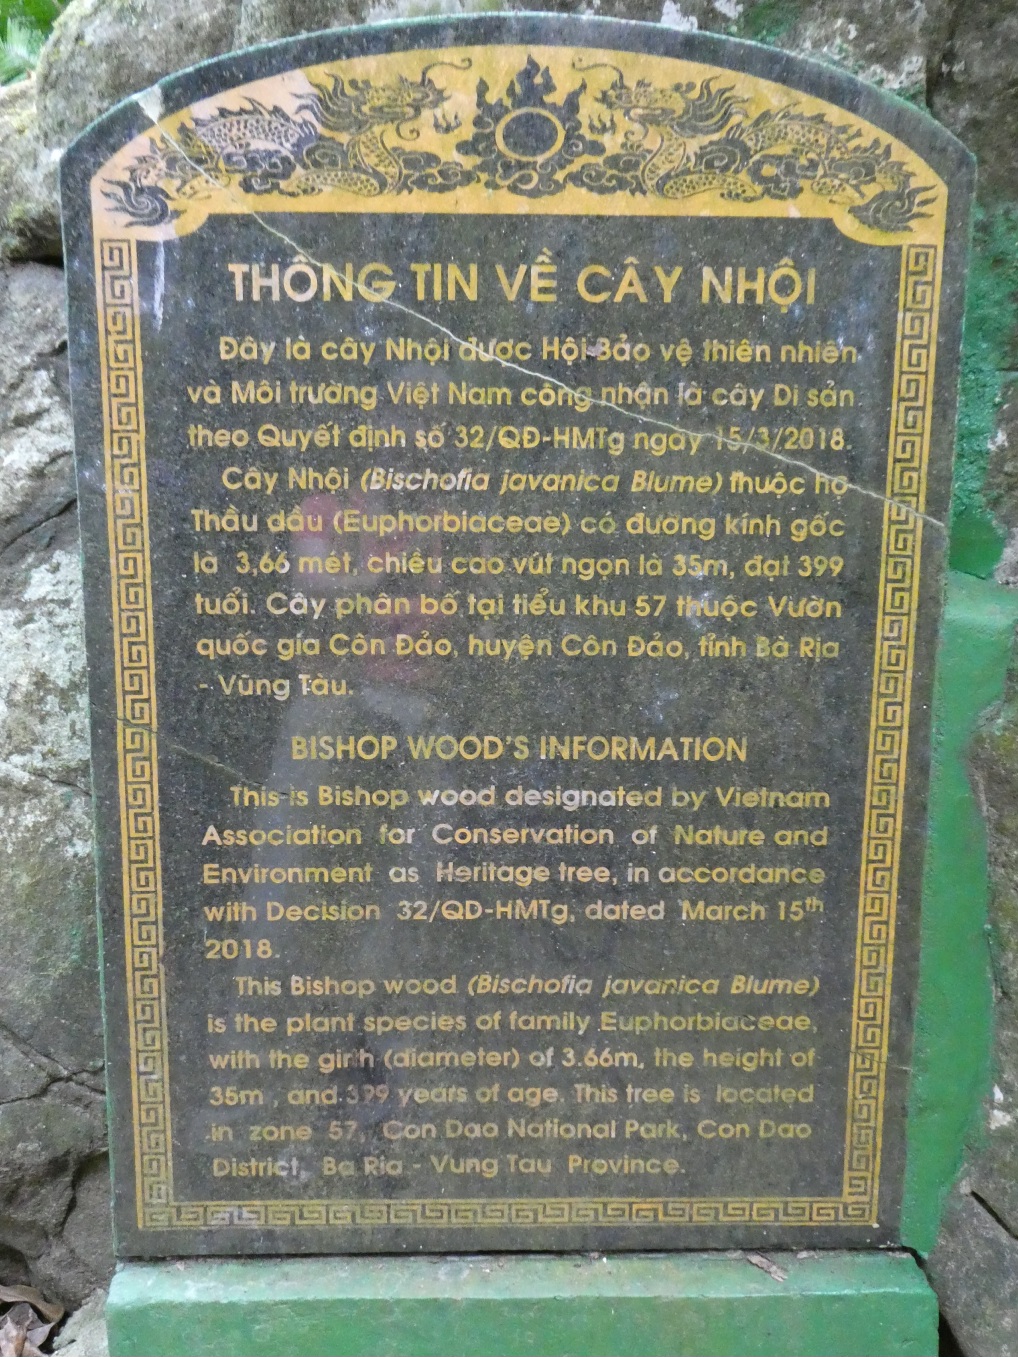 THÔNG TIN VỀ CÂY NHỘI
Đây là cây Nhội được Hội Bảo vệ thiên nhiên
và Môi trường Việt Nam công nhận là cây Di sản
theo Quyết định số 32/QĐ-HMTg ngày 15/3/2018.
Cây Nhội (Bischofia javanica Blume) thuộc họ
Thầu dầu (Euphorbiaceae) có đường kính gốc
là 3,66 mét, chiều cao vút ngọn là 35m, đạt 399
tuổi. Cây phân bố tại tiểu khu 57 thuộc Vườn
quốc gia Côn Đảo, huyện Côn Đảo, tỉnh Bà Rịa
- Vũng Tàu.
BISHOP WOOD'S INFORMATION
This is Bishop wood designated by Vietnam
Association for Conservation of Nature and
Environment as Heritage tree, in accordance
with Decision 32/QD-HMTg, dated March 15th
2018.
This Bishop wood (Bischofia javanica Blume)
is the plant species of family Euphorbiaceae,
with the girth (diameter) of 3.66m, the height of
35m , and 399 years of age. This tree is located
in zone 57, Con Dao National Park, Con Dao
District, Ba Ria - Vung Tau Province.